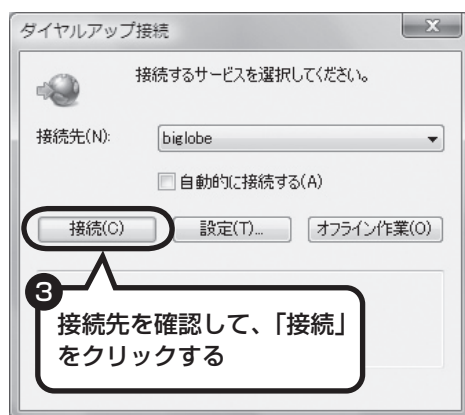 ダイヤルアップ接続
接続するサービスを選択してください。
接続先(N):
biglobe
自動的に接続する(A)
接続(C) 設定(T)... オフライン作業(O)
3
接続先を確認して、「接続」
をクリックする